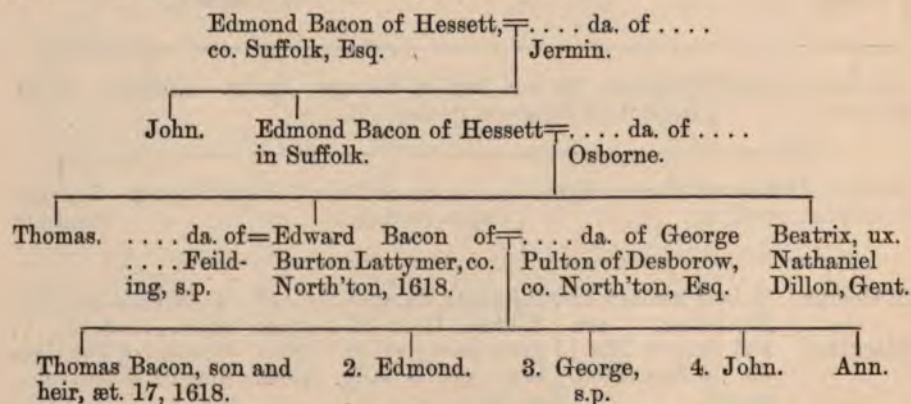 Edmond Bacon of Hessett, = . . . . da. of . . . .
co. Suffolk, Esq. Jermin.
John. Edmond Bacon of Hessett = . . . . da. of . . . .
in Suffolk. Osborne.
Thomas. . . . . da. of = Edward Bacon of = . . . . da. of George Beatrix, ux.
. . . . Feild- Burton Lattymer, co. Pulton of Desborow, Nathaniel
ing, s.p. North'ton, 1618. co. North'ton, Esq. Dillon, Gent.
Thomas Bacon, son and 2. Edmond. 3. George, 4. John. Ann.
heir, æt. 17, 1618. s.p.